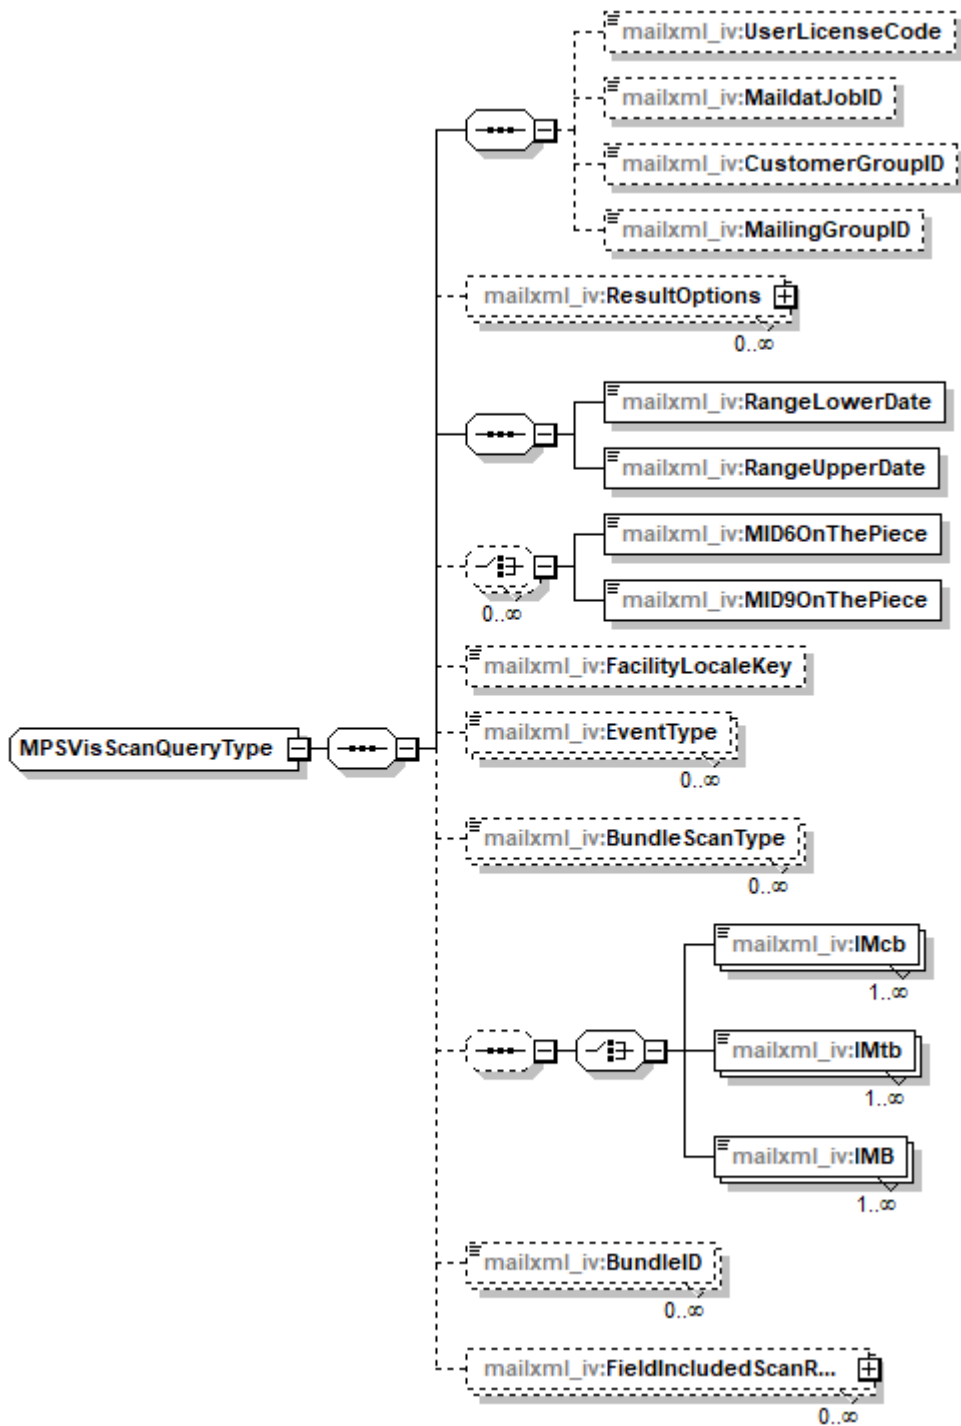 mailxml_iv:UserLicenseCode
mailxml_iv:MaildatJobID
mailxml_iv:CustomerGroupID
mailxml_iv:MailingGroupID
mailxml_iv:ResultOptions
0..∞
mailxml_iv:RangeLowerDate
mailxml_iv:RangeUpperDate
mailxml_iv:MID6OnThePiece
0..∞
mailxml_iv:MID9OnThePiece
mailxml_iv:FacilityLocaleKey
MPSVisScanQueryType
mailxml_iv:EventType
0..∞
mailxml_iv:BundleScanType
0..∞
mailxml_iv:IMcb
1..∞
mailxml_iv:IMtb
1..∞
mailxml_iv:IMB
1..∞
mailxml_iv:BundleID
0..∞
mailxml_iv:FieldIncludedScanR...
0..∞